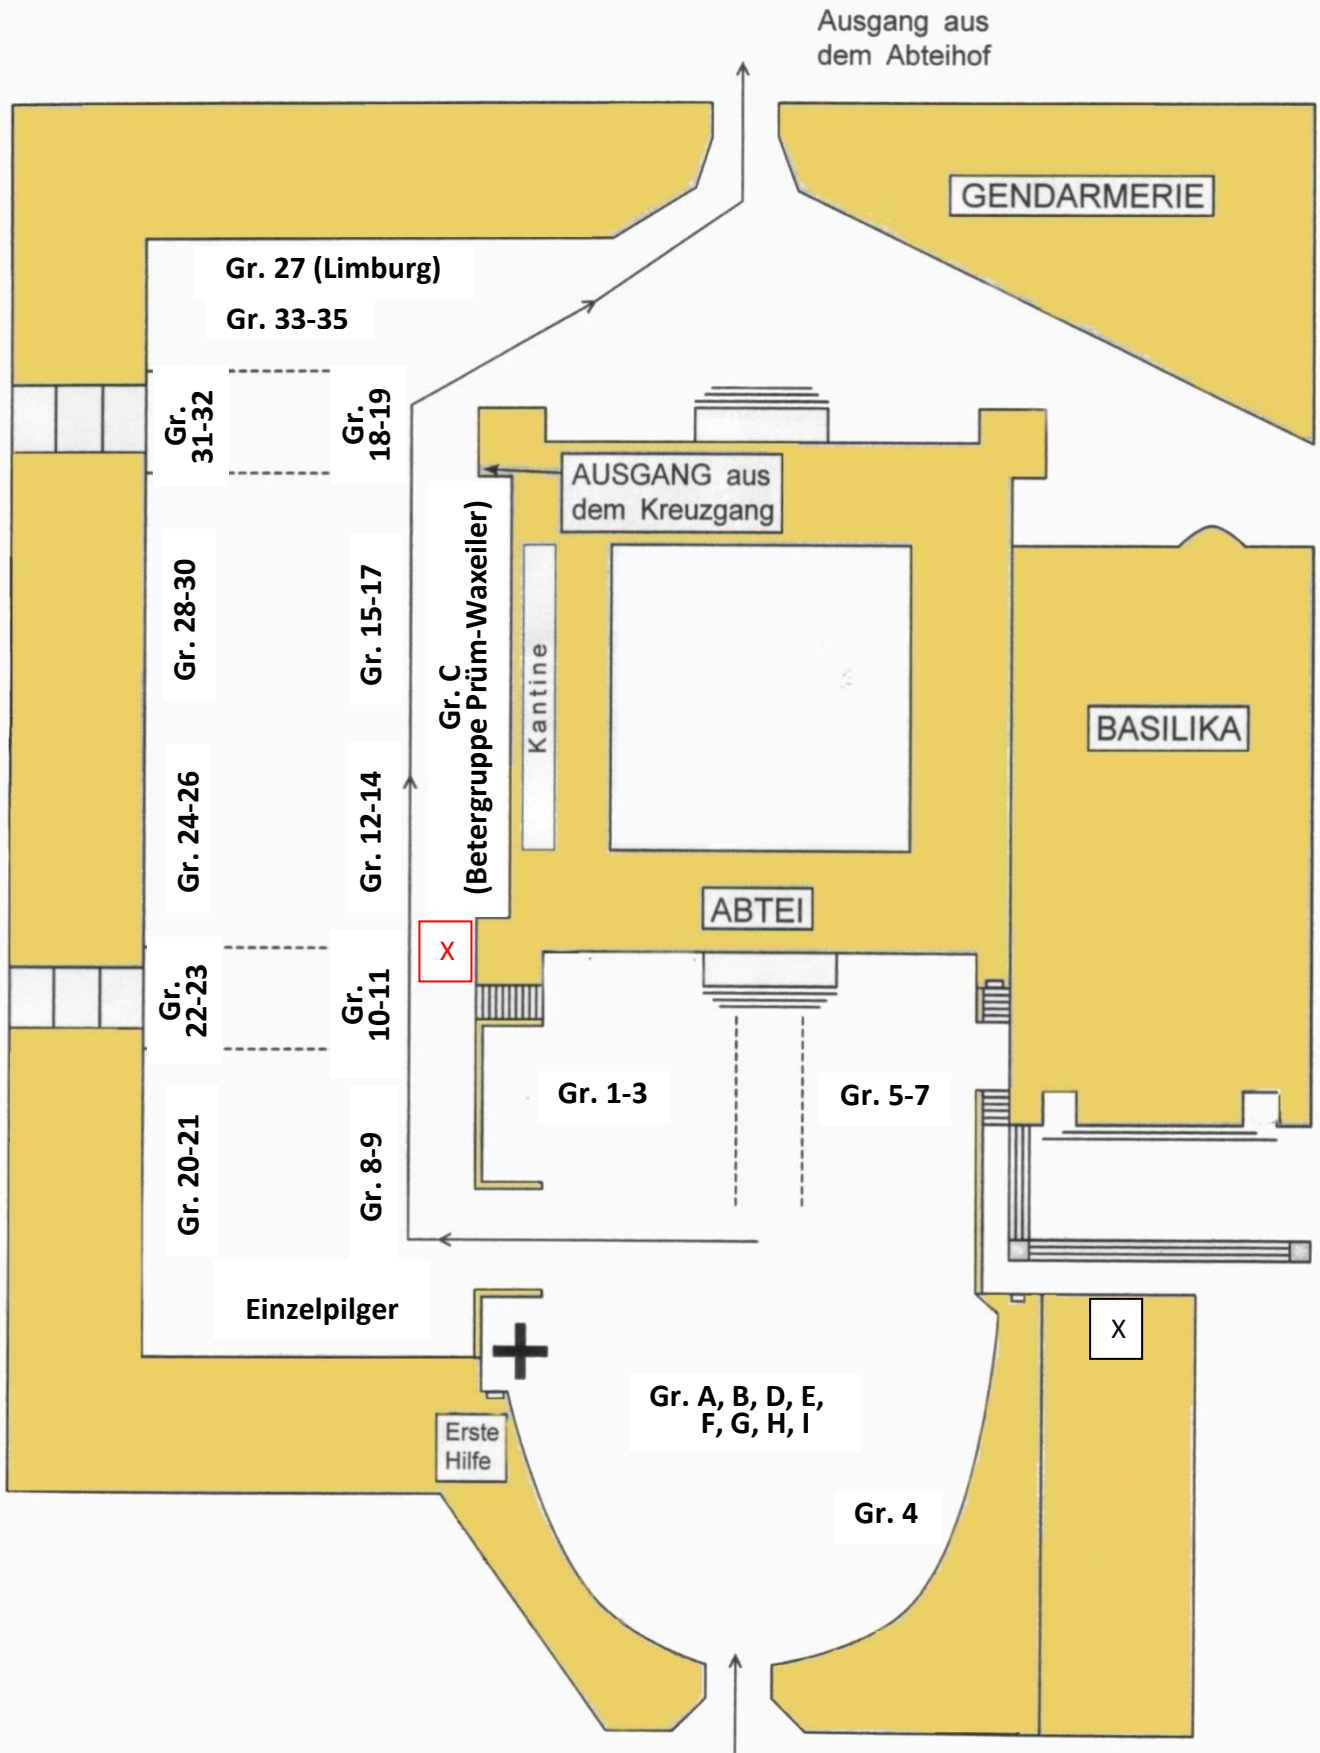 Ausgang aus
dem Abteihof
GENDARMERIE
Gr. 27 (Limburg)
Gr. 33-35
Gr.
31-32
Gr.
18-19
AUSGANG aus
dem Kreuzgang
Gr. 28-30
Gr. 15-17
Gr. C
(Betergruppe Prüm-Waxeiler)
Kantine
BASILIKA
Gr. 24-26
Gr. 12-14
ABTEI
X
Gr.
22-23
Gr.
10-11
Gr. 1-3
Gr. 5-7
Gr. 20-21
Gr. 8-9
Einzelpilger
X
Gr. A, B, D, E,
F, G, H, I
Erste
Hilfe
Gr. 4